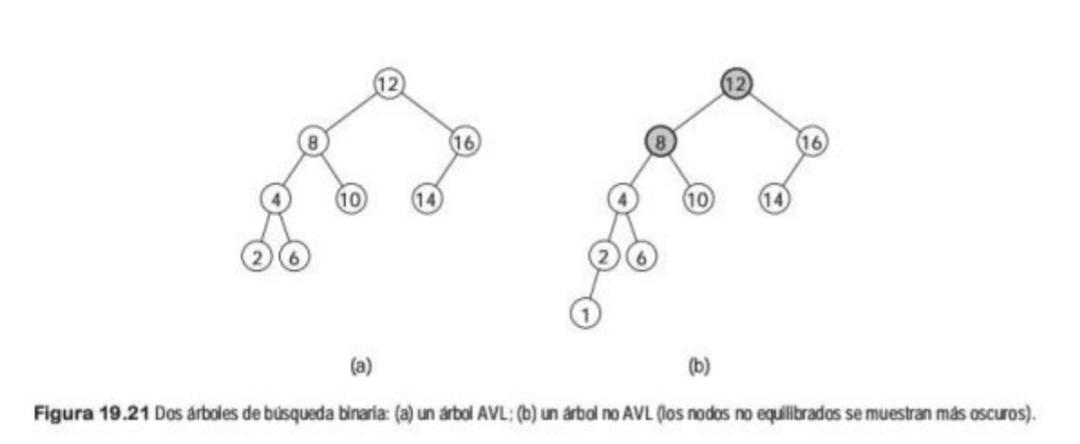 12 12
8 16 8 16
4 10 14 4 10 14
2 6 2 6
1
(a) (b)
Figura 19.21 Dos árboles de búsqueda binaria: (a) un árbol AVL; (b) un árbol no AVL (los nodos no equilibrados se muestran más oscuros).